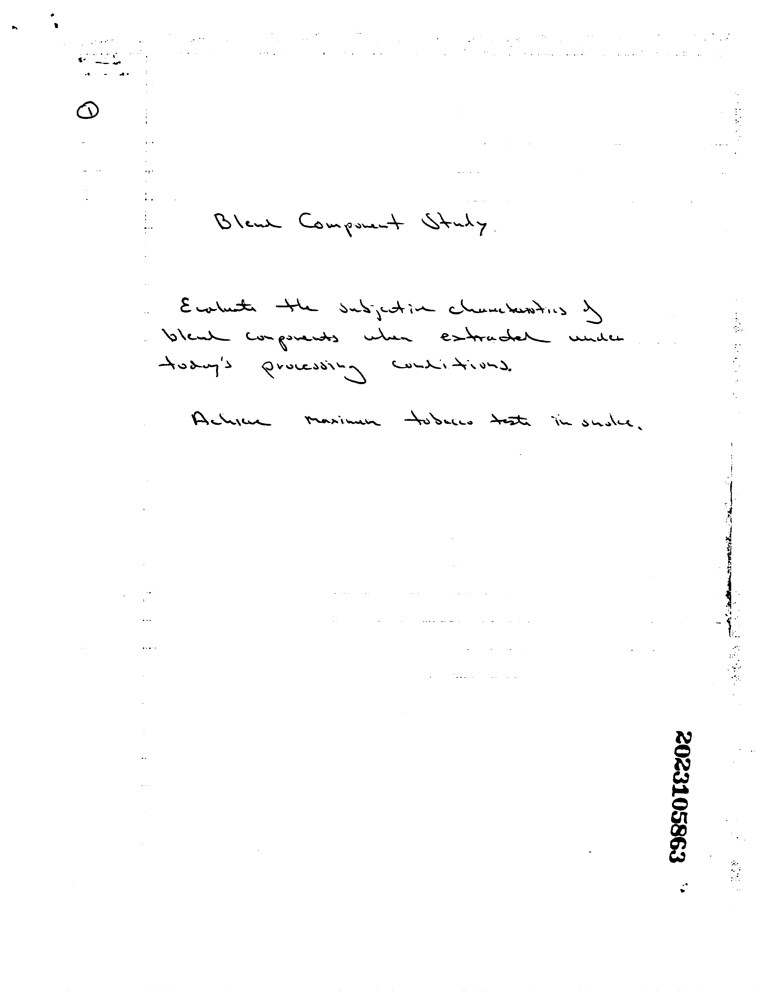 ①
Blend Component Study
Evaluate the subjective characteristics of
blend components when extracted under
today's processing conditions.
Achieve maximum tobacco taste in smoke.
2023105863